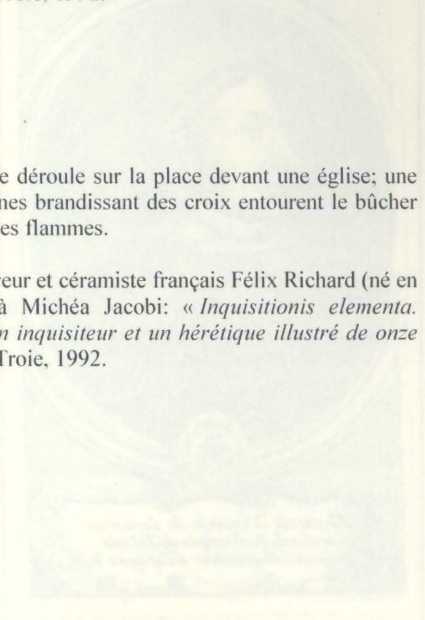 e déroule sur la place devant une église; une
nes brandissant des croix entourent le bûcher
es flammes.
eur et céramiste français Félix Richard (né en
à Michéa Jacobi: « Inquisitionis elementa.
n inquisiteur et un hérétique illustré de onze
Troie, 1992.